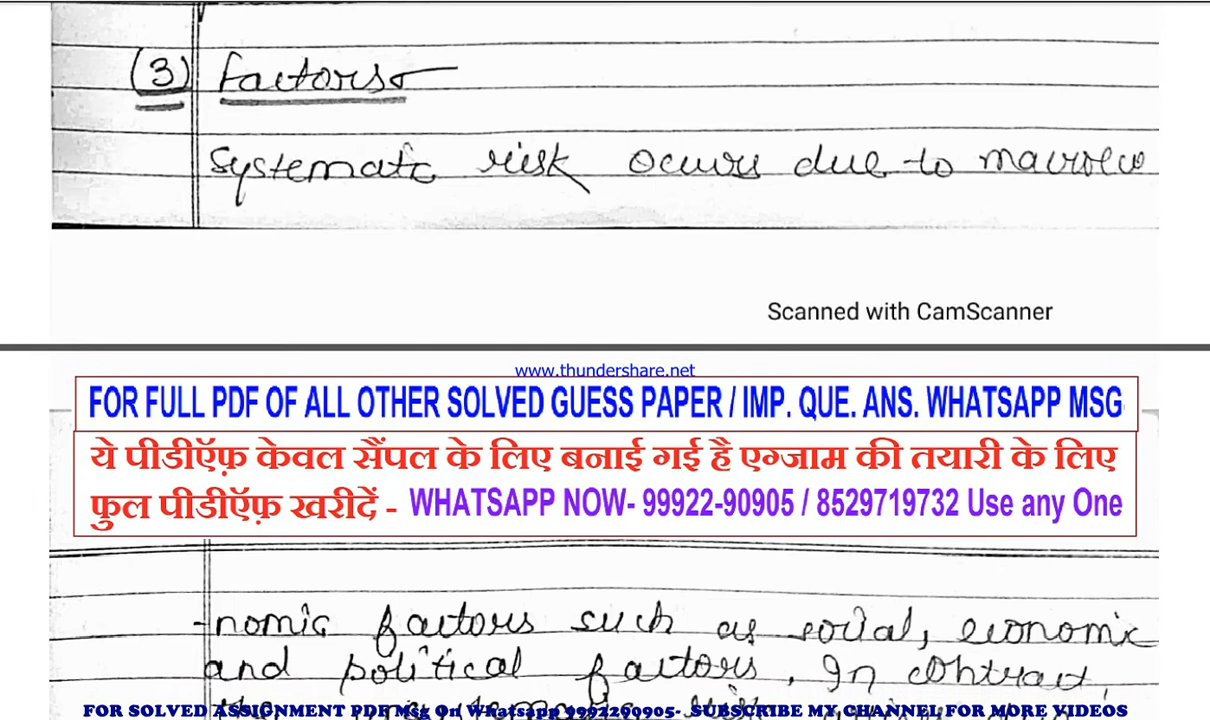 (3) Factors
Systematic risk occurs due to macroeco
Scanned with CamScanner
www.thundershare.net
FOR FULL PDF OF ALL OTHER SOLVED GUESS PAPER / IMP. QUE. ANS. WHATSAPP MSG
ये पीडीऍफ़ केवल सैंपल के लिए बनाई गई है एग्जाम की तयारी के लिए
फुल पीडीऍफ़ खरीदें - WHATSAPP NOW- 99922-90905 / 8529719732 Use any One
-nomic factors such as social, economic
and political factors. In contrast,
FOR SOLVED ASSIGNMENT PDF Msg On Whatsapp 9992290905- SUBSCRIBE MY CHANNEL FOR MORE VIDEOS